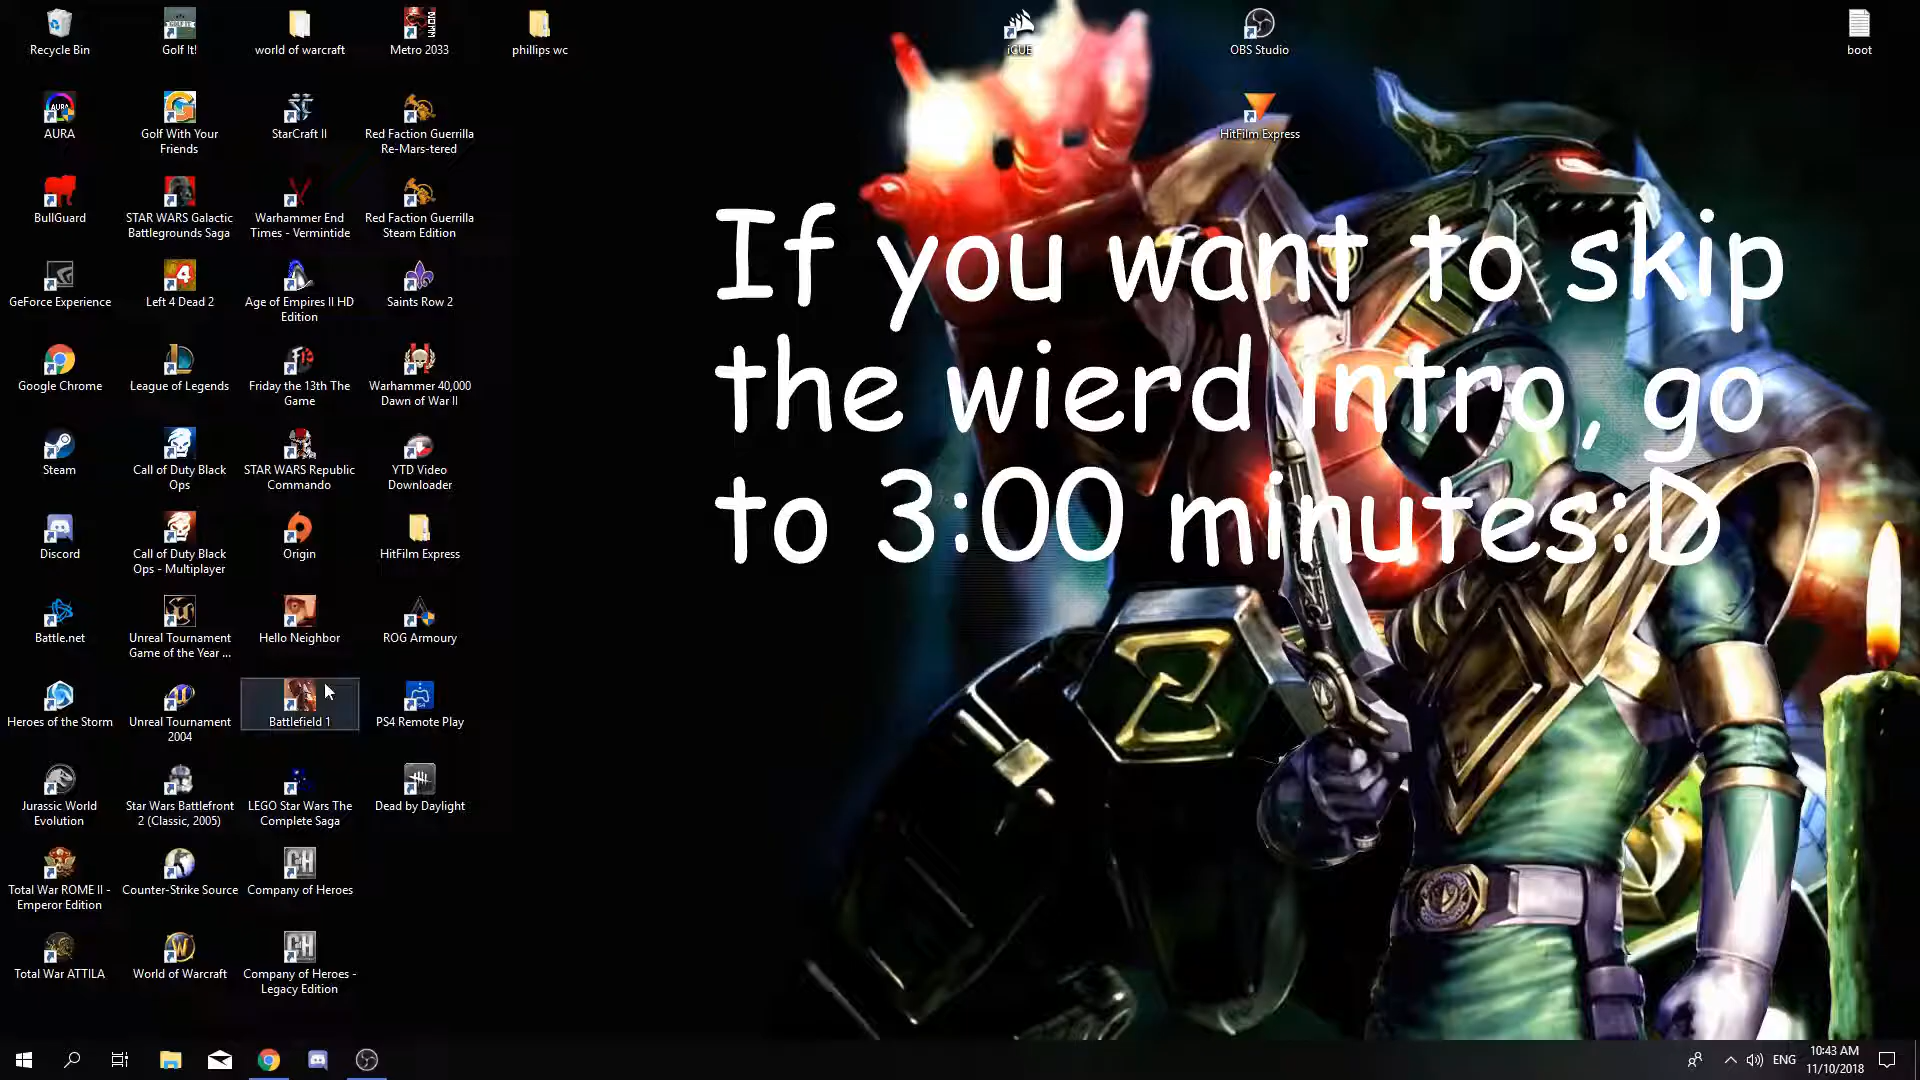 Recycle Bin
Golf It!
world of warcraft
Metro 2033
phillips wc
iCUE
OBS Studio
boot
AURA
Golf With Your
Friends
StarCraft II
Red Faction Guerrilla
Re-Mars-tered
HitFilm Express
BullGuard
STAR WARS Galactic
Battlegrounds Saga
Warhammer End
Times - Vermintide
Red Faction Guerrilla
Steam Edition
If you want to skip
the wierd intro, go
to 3:00 minutes:D
GeForce Experience
Left 4 Dead 2
Age of Empires II HD
Edition
Saints Row 2
Google Chrome
League of Legends
Friday the 13th The
Game
Warhammer 40,000
Dawn of War II
Steam
Call of Duty Black
Ops
STAR WARS Republic
Commando
YTD Video
Downloader
Discord
Call of Duty Black
Ops - Multiplayer
Origin
HitFilm Express
Battle.net
Unreal Tournament
Game of the Year ...
Hello Neighbor
ROG Armoury
Heroes of the Storm
Unreal Tournament
2004
Battlefield 1
PS4 Remote Play
Jurassic World
Evolution
Star Wars Battlefront
2 (Classic, 2005)
LEGO Star Wars The
Complete Saga
Dead by Daylight
Total War ROME II -
Emperor Edition
Counter-Strike Source
Company of Heroes
Total War ATTILA
World of Warcraft
Company of Heroes -
Legacy Edition
ENG
10:43 AM
11/10/2018